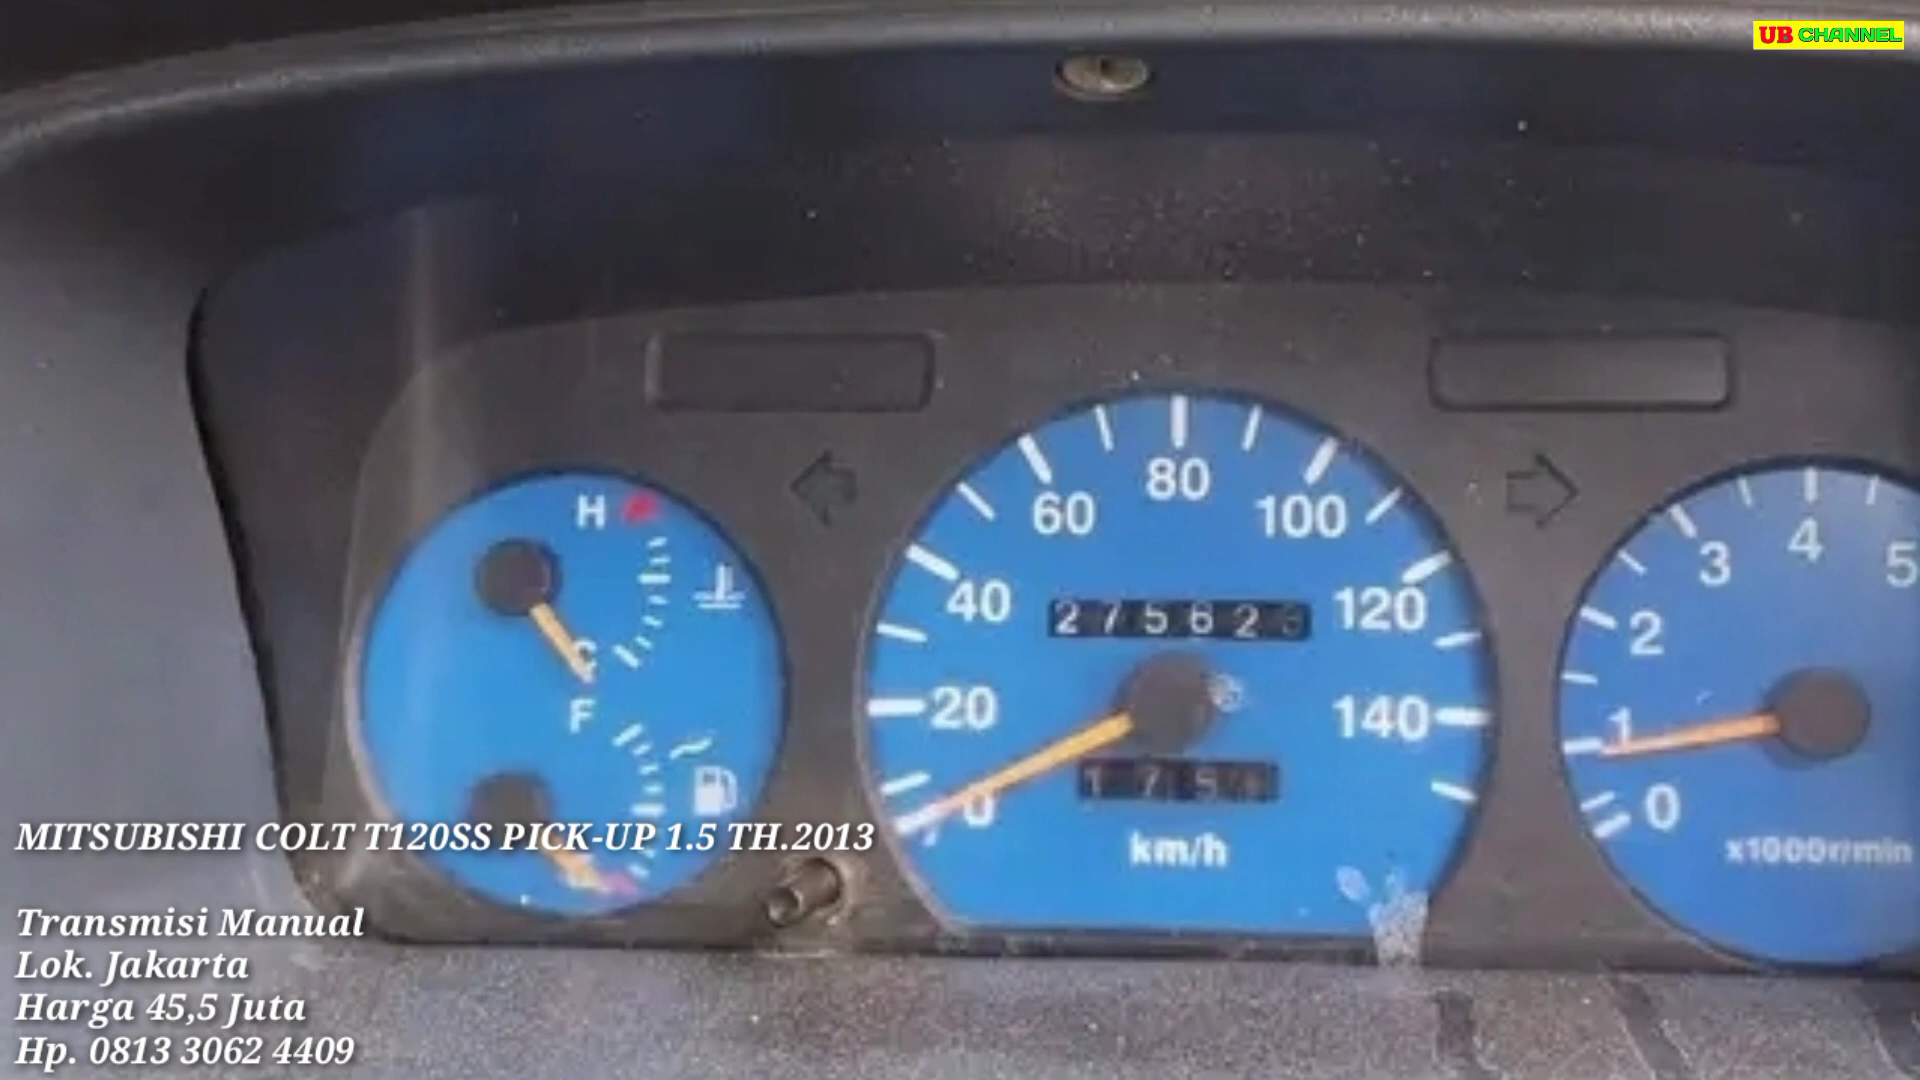 UB CHANNEL
H
C
F
60
80
100
40
120
20
140
0
km/h
3
4
5
2
1
0
x1000r/min
MITSUBISHI COLT T120SS PICK-UP 1.5 TH.2013
Transmisi Manual
Lok. Jakarta
Harga 45,5 Juta
Hp. 0813 3062 4409